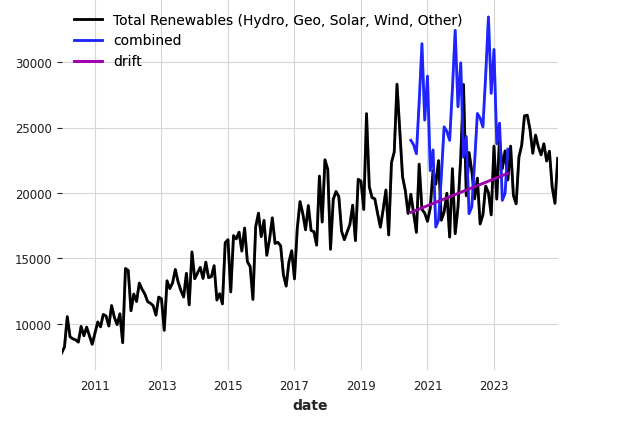 Total Renewables (Hydro, Geo, Solar, Wind, Other)
combined
drift
30000
25000
20000
15000
10000
2011 2013 2015 2017 2019 2021 2023
date